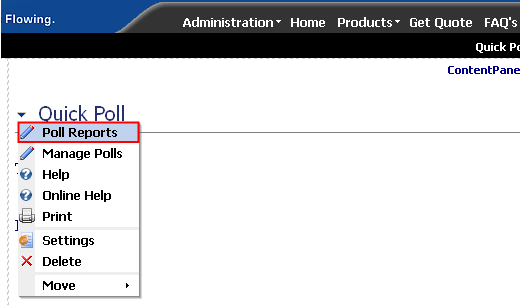 Flowing.
Administration Home Products Get Quote FAQ's
Quick Po
ContentPane
Quick Poll
Poll Reports
Manage Polls
Help
Online Help
Print
Settings
Delete
Move